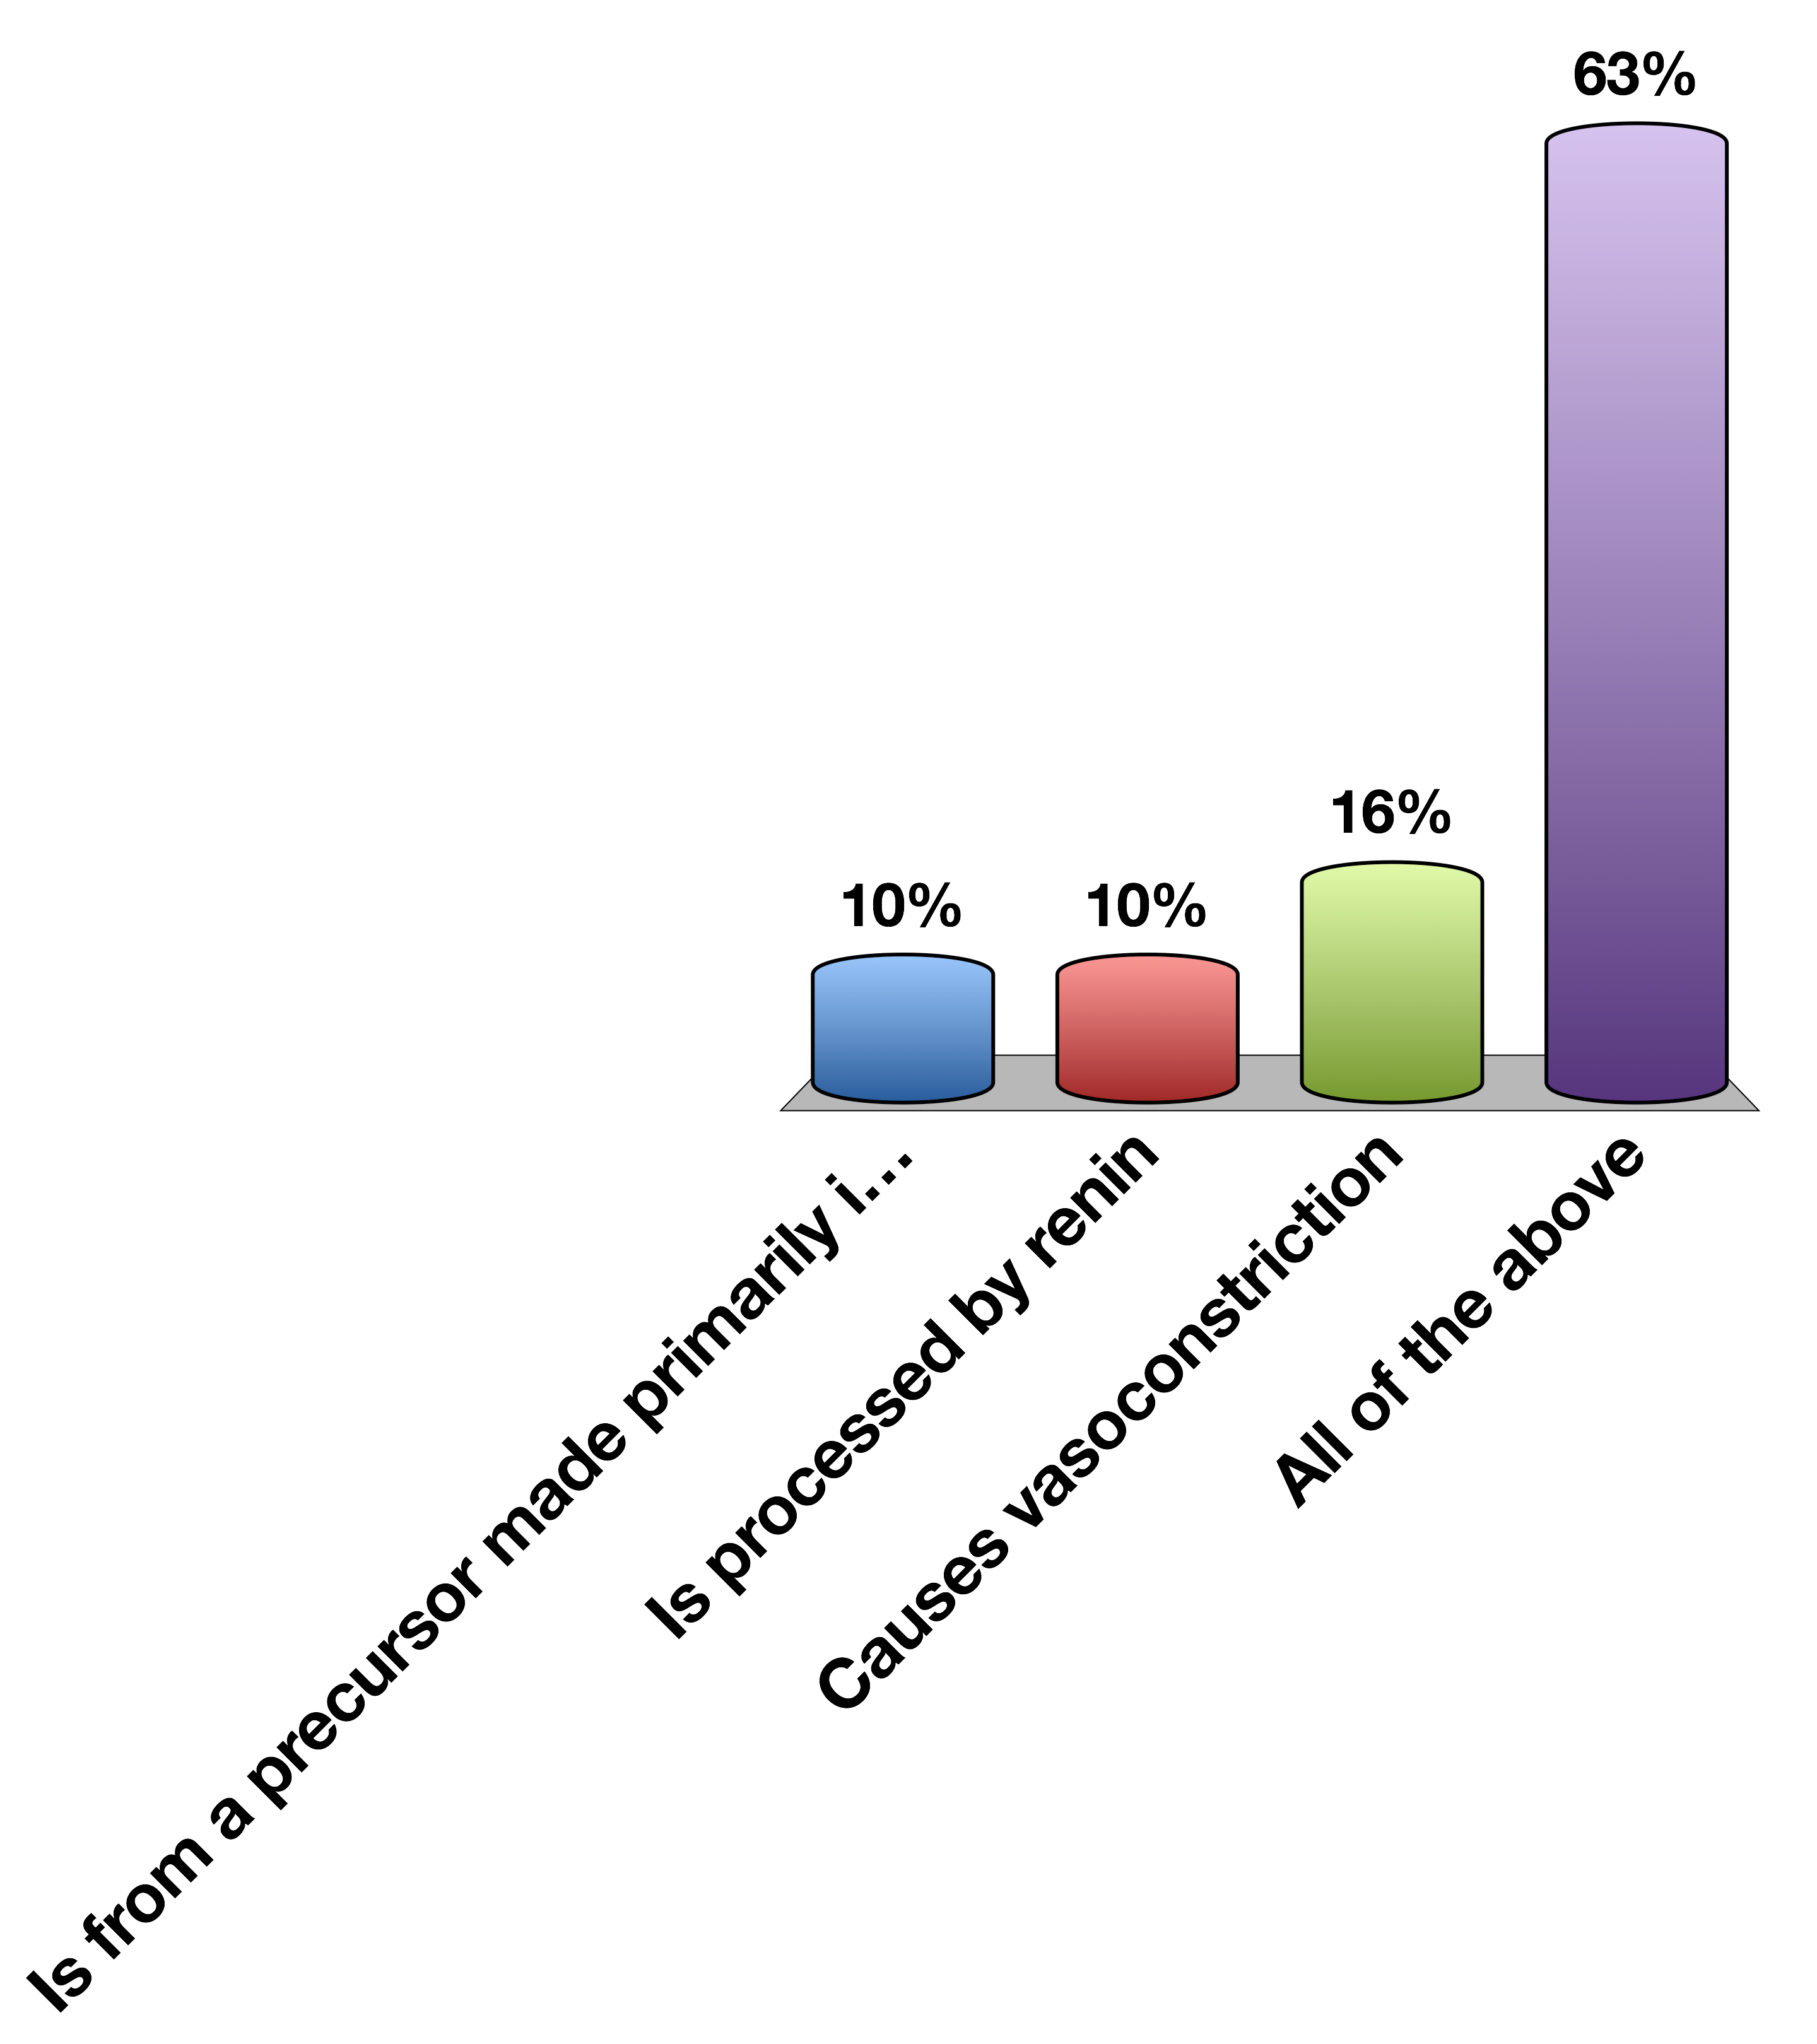 63%
16%
10%
10%
Is from a precursor made primarily i...
Is processed by renin
Causes vasoconstriction
All of the above